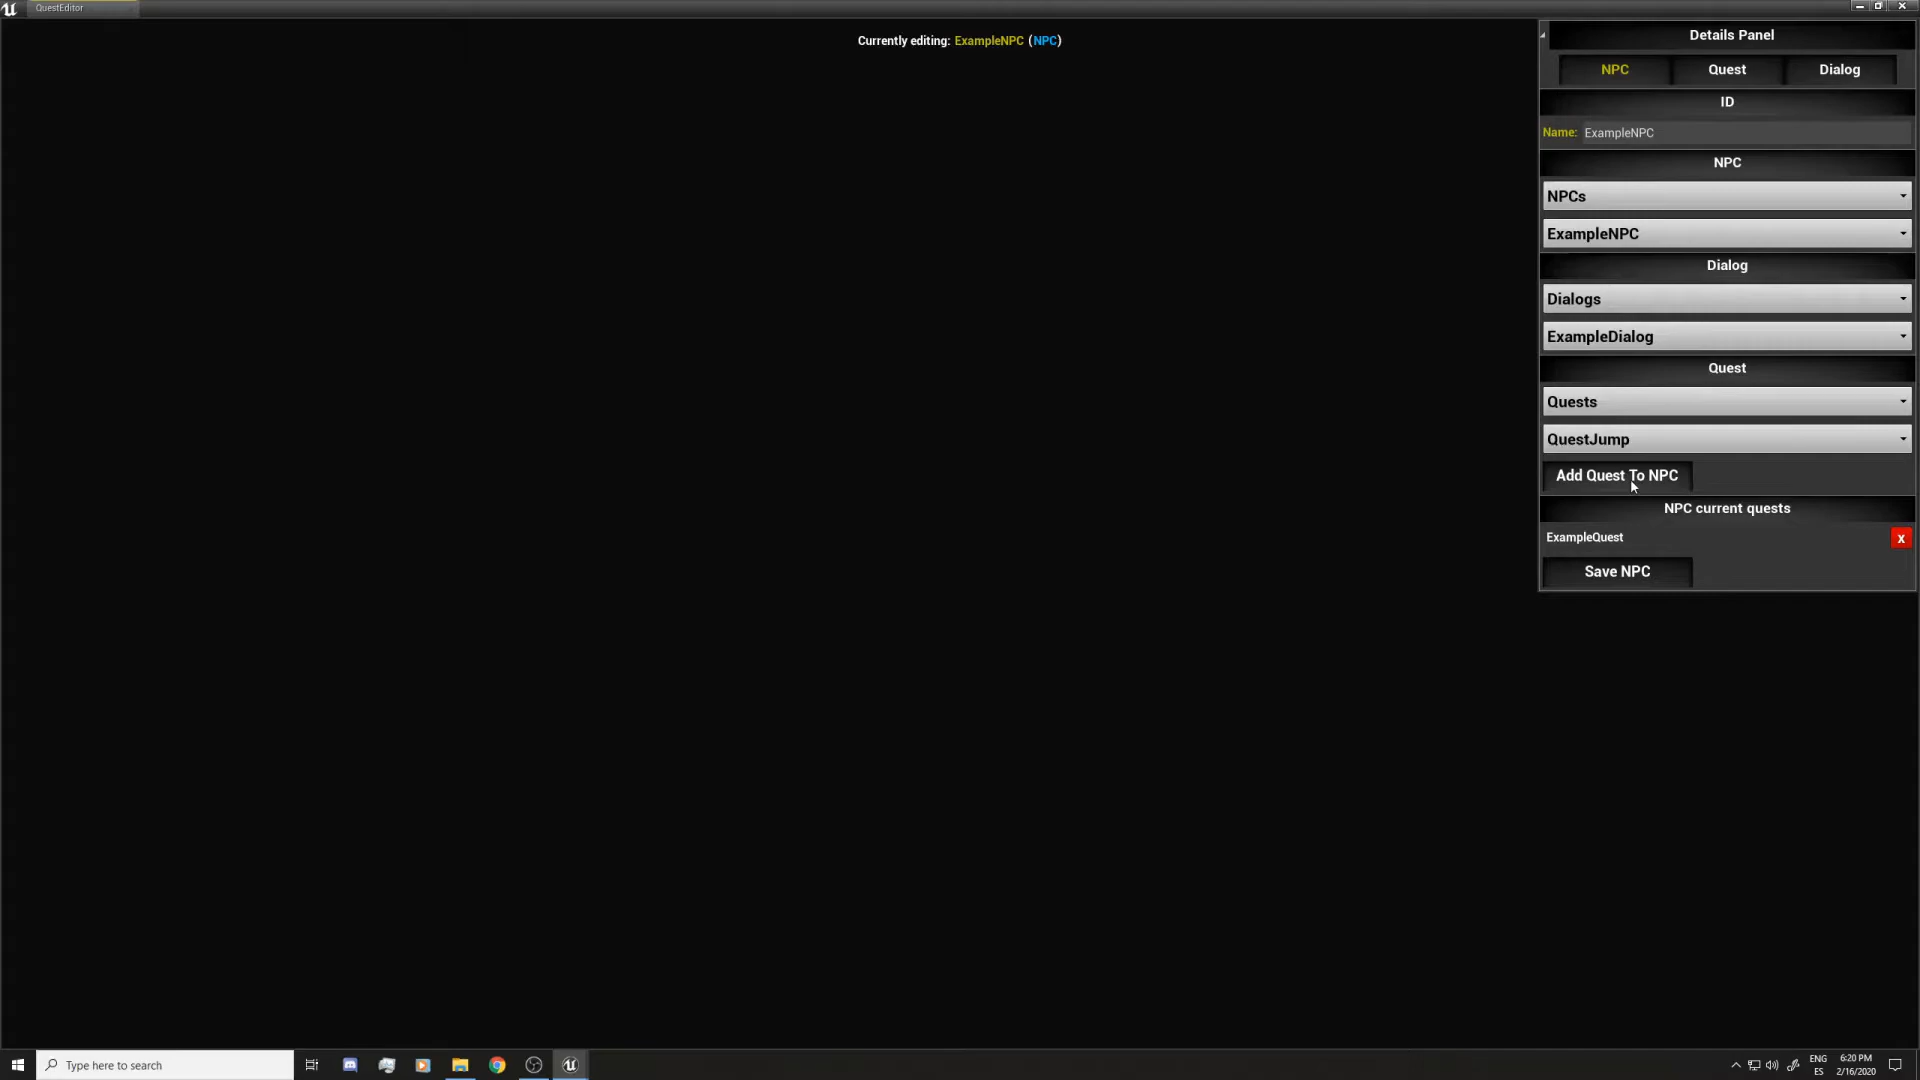 QuestEditor
Currently editing: ExampleNPC (NPC)
Details Panel
NPC Quest Dialog
ID
Name: ExampleNPC
NPC
NPCs
ExampleNPC
Dialog
Dialogs
ExampleDialog
Quest
Quests
QuestJump
Add Quest To NPC
NPC current quests
ExampleQuest x
Save NPC
Type here to search
ENG
ES
6:20 PM
2/16/2020